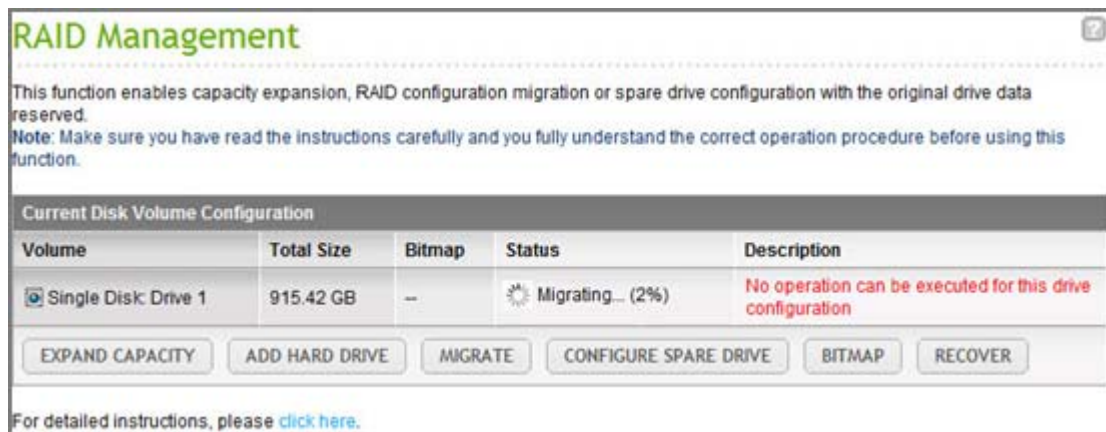 RAID Management
?
This function enables capacity expansion, RAID configuration migration or spare drive configuration with the original drive data
reserved.
Note: Make sure you have read the instructions carefully and you fully understand the correct operation procedure before using this
function.
Current Disk Volume Configuration
Volume Total Size Bitmap Status Description
Single Disk: Drive 1 915.42 GB -- Migrating... (2%) No operation can be executed for this drive
configuration
EXPAND CAPACITY ADD HARD DRIVE MIGRATE CONFIGURE SPARE DRIVE BITMAP RECOVER
For detailed instructions, please click here.